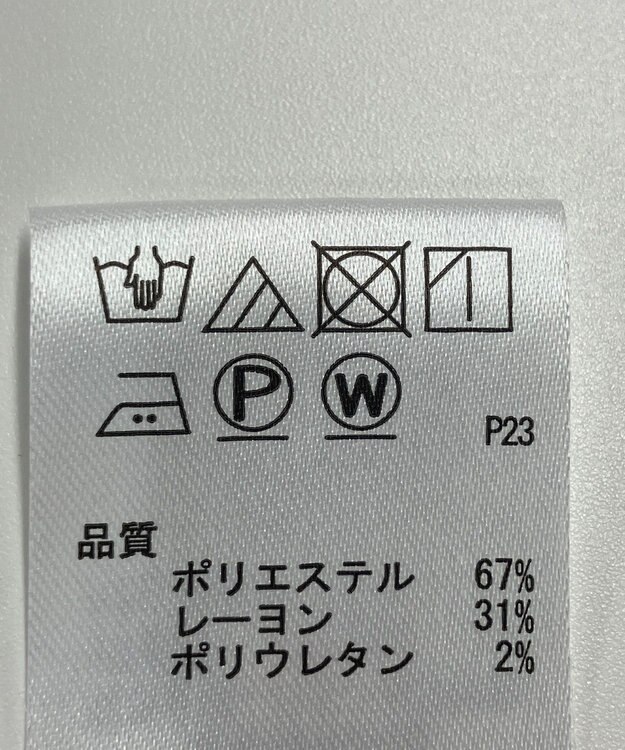 P W P23
品質
ポリエステル 67%
レーヨン 31%
ポリウレタン 2%